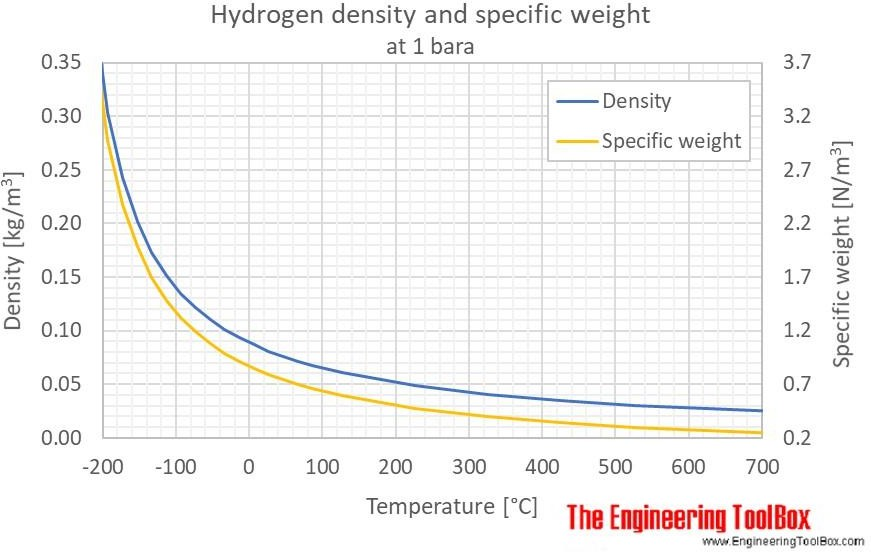 Hydrogen density and specific weight
at 1 bara
Density [kg/m³]
0.35
0.30
0.25
0.20
0.15
0.10
0.05
0.00
Density
Specific weight
3.7
3.2
2.7
2.2
1.7
1.2
0.7
0.2
Specific weight [N/m³]
-200 -100 0 100 200 300 400 500 600 700
Temperature [°C]
The Engineering ToolBox
www.EngineeringToolBox.com